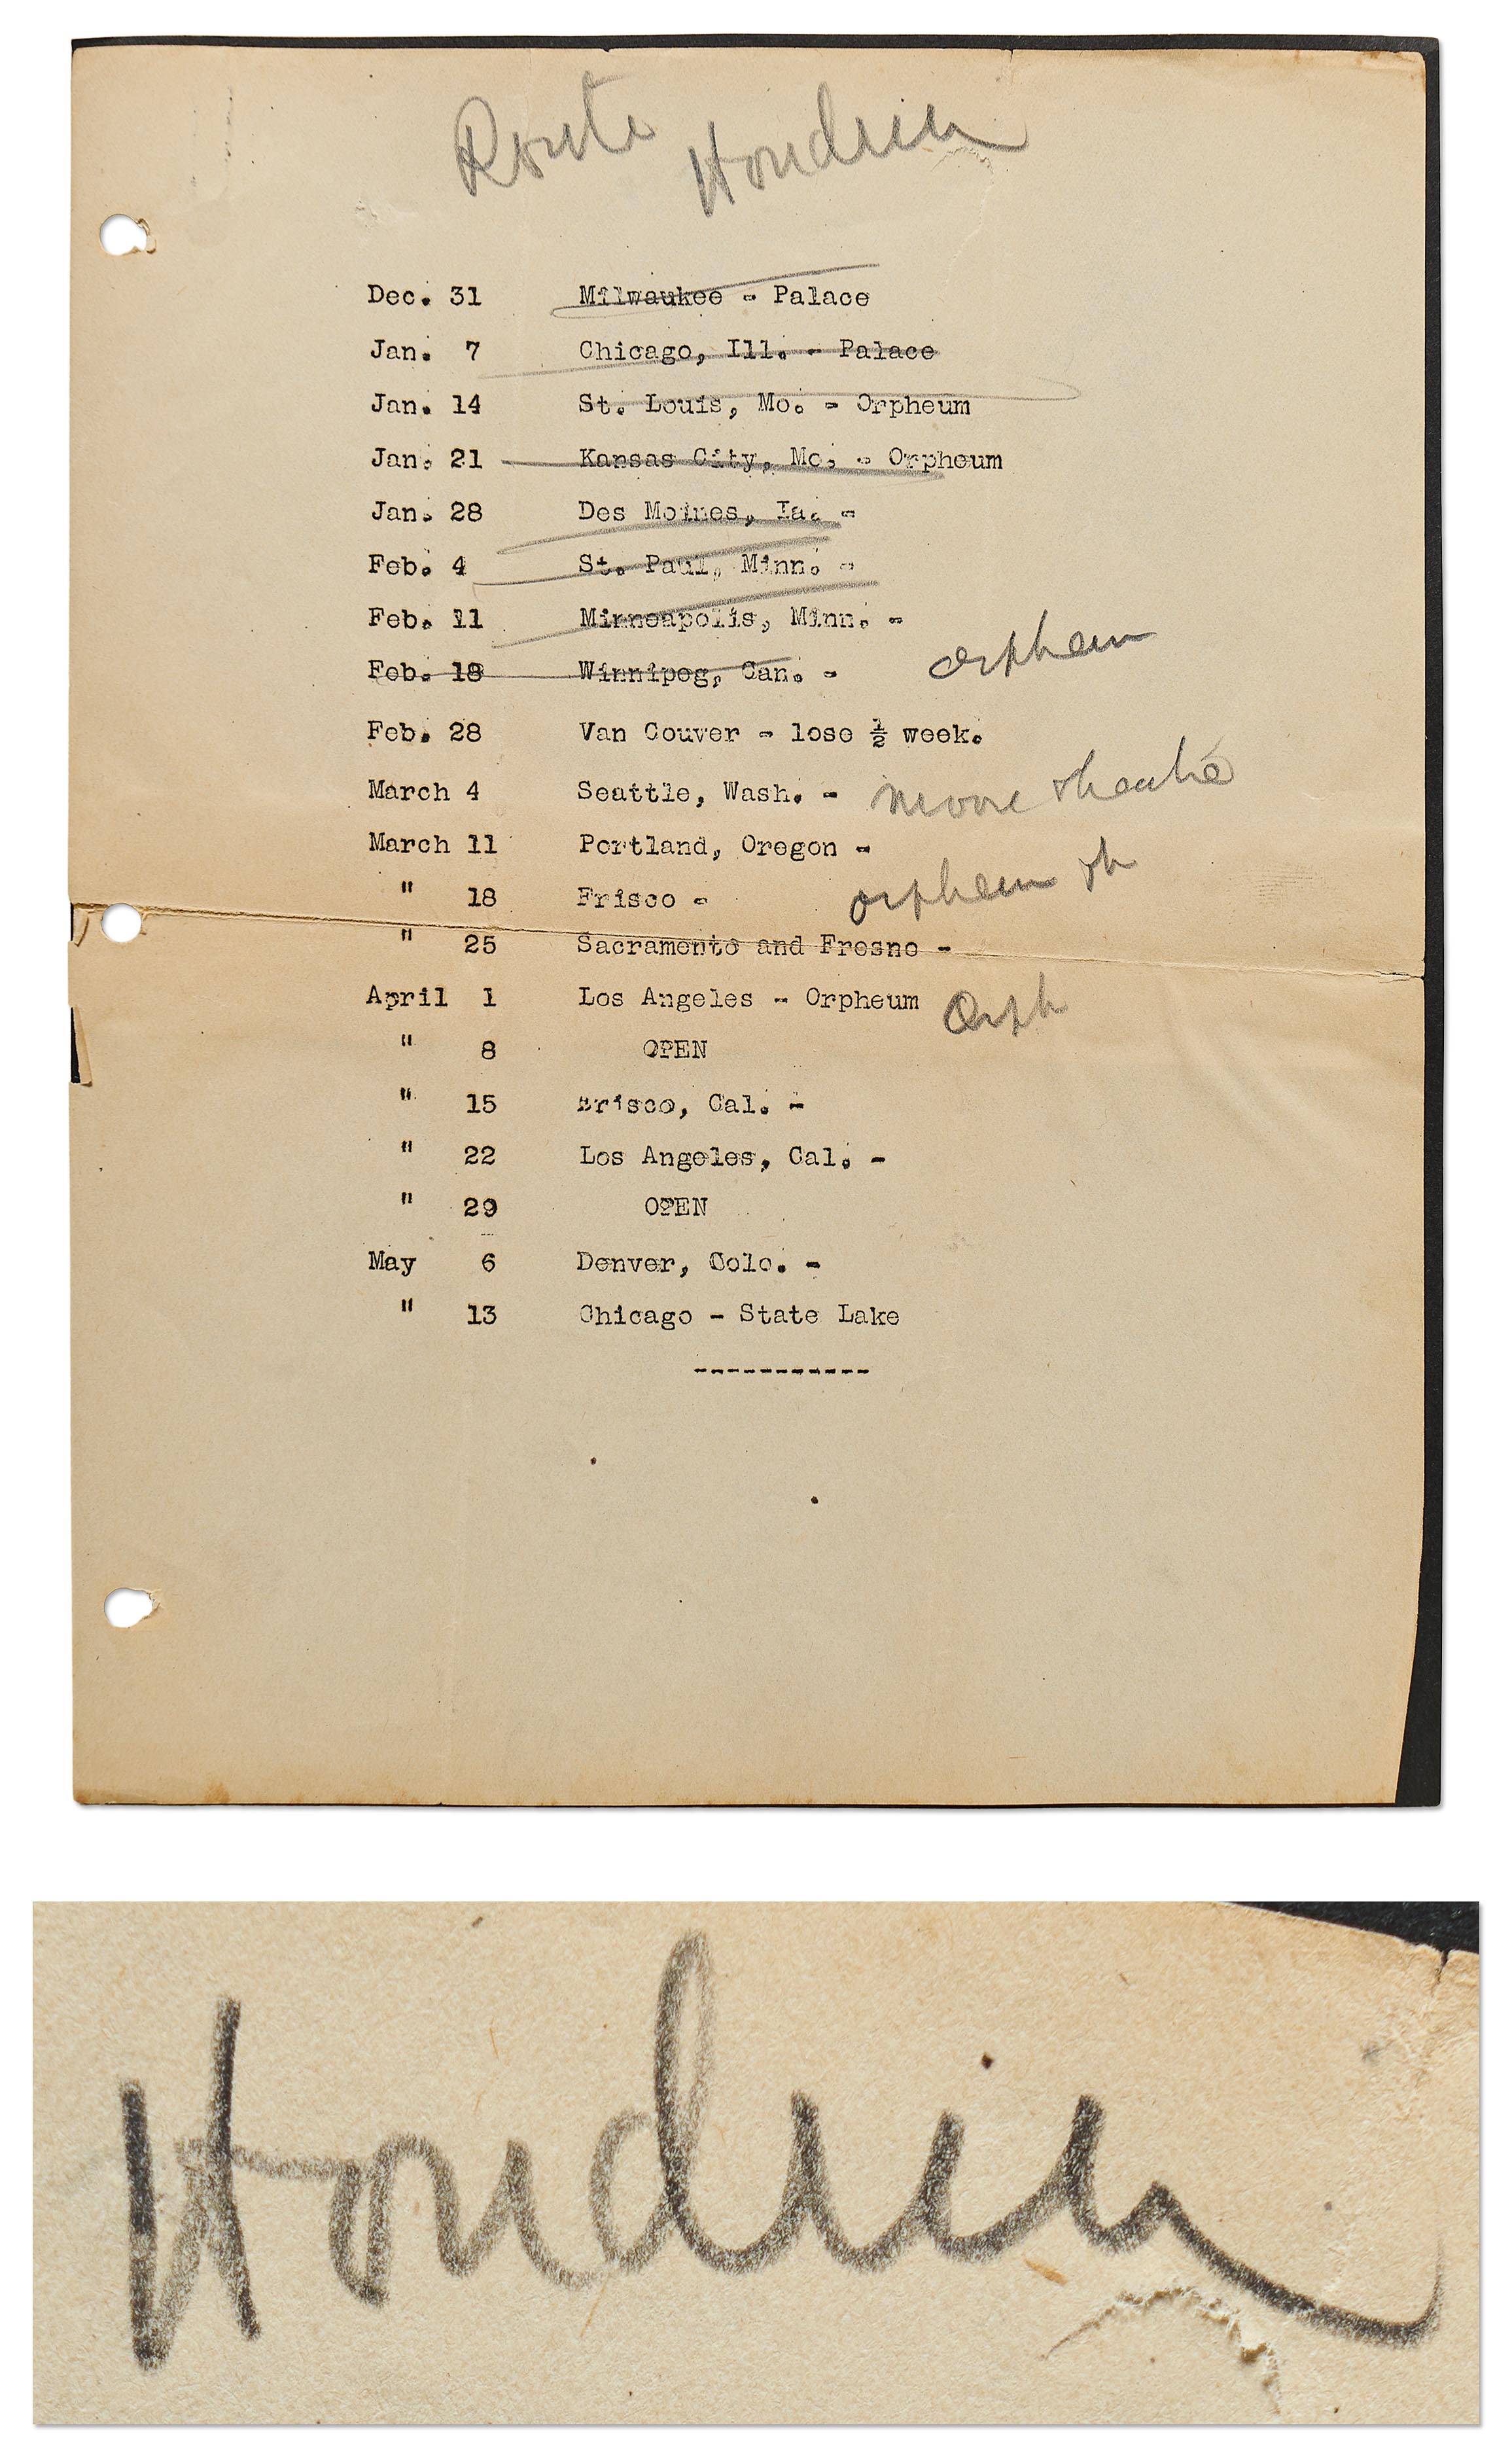 Route Houdini
Dec. 31 Milwaukee - Palace
Jan. 7 Chicago, Ill. - Palace
Jan. 14 St. Louis, Mo. - Orpheum
Jan. 21 Kansas City, Mo. - Orpheum
Jan. 28 Des Moines, Ia. -
Feb. 4 St. Paul, Minn. -
Feb. 11 Minneapolis, Minn. -
Feb. 18 Winnipeg, Can. - orpheum
Feb. 28 Van Couver - lose ½ week.
March 4 Seattle, Wash. - moore theatre
March 11 Portland, Oregon -
" 18 Frisco - orpheum th
" 25 Sacramento and Fresno -
April 1 Los Angeles - Orpheum Orph
" 8 OPEN
" 15 Frisco, Cal. -
" 22 Los Angeles, Cal. -
" 29 OPEN
May 6 Denver, Colo. -
" 13 Chicago - State Lake
-----------
Houdini